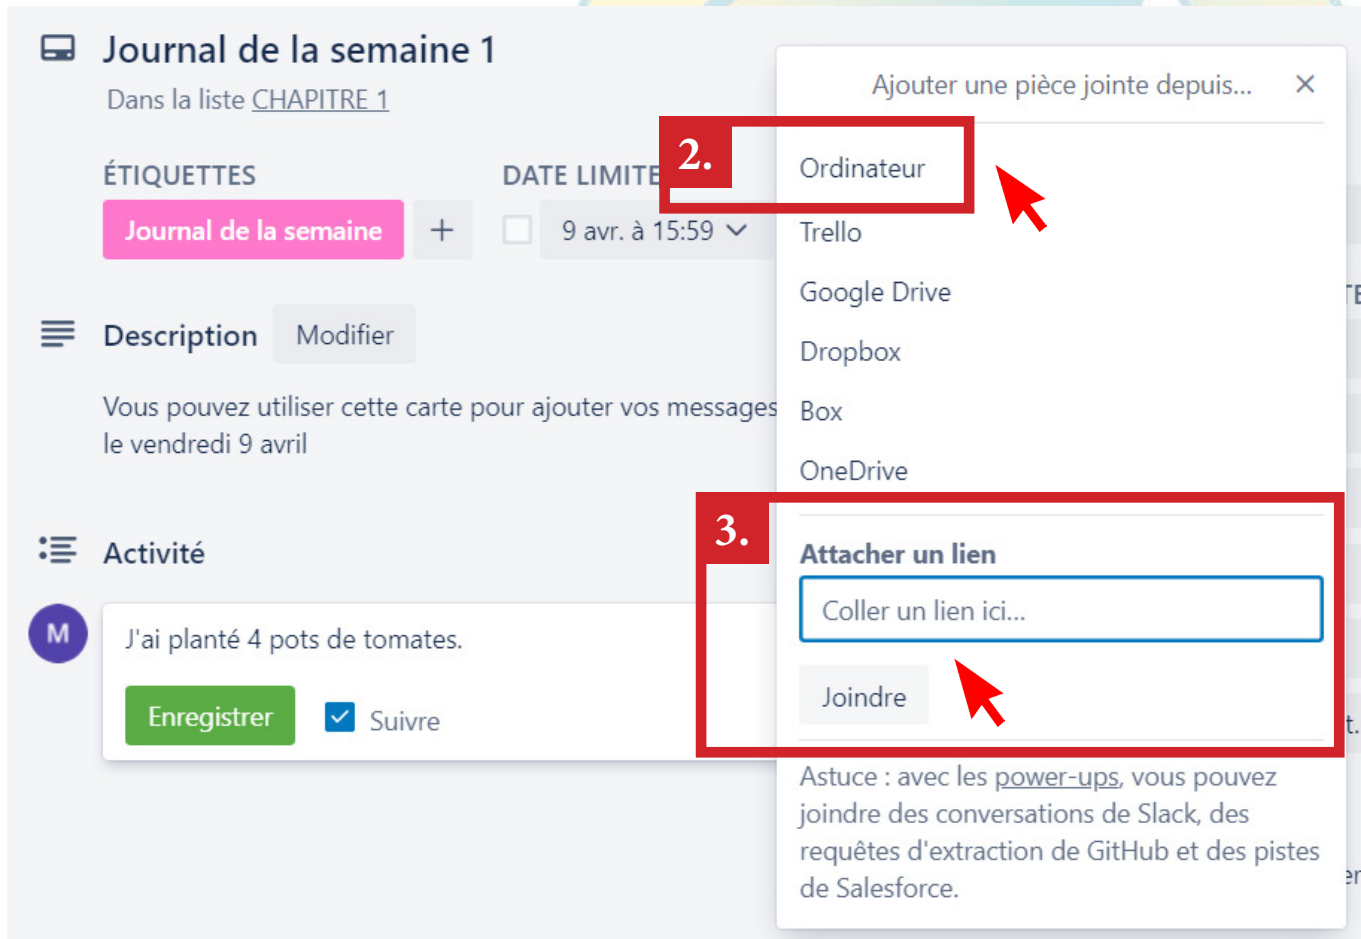 Journal de la semaine 1
Dans la liste CHAPITRE 1
ÉTIQUETTES
DATE LIMITE
Journal de la semaine
+
9 avr. à 15:59
Description
Modifier
Vous pouvez utiliser cette carte pour ajouter vos messages
le vendredi 9 avril
Activité
M
J'ai planté 4 pots de tomates.
Enregistrer
Suivre
Ajouter une pièce jointe depuis...
2.
Ordinateur
Trello
Google Drive
Dropbox
Box
OneDrive
3.
Attacher un lien
Coller un lien ici...
Joindre
Astuce : avec les power-ups, vous pouvez
joindre des conversations de Slack, des
requêtes d'extraction de GitHub et des pistes
de Salesforce.